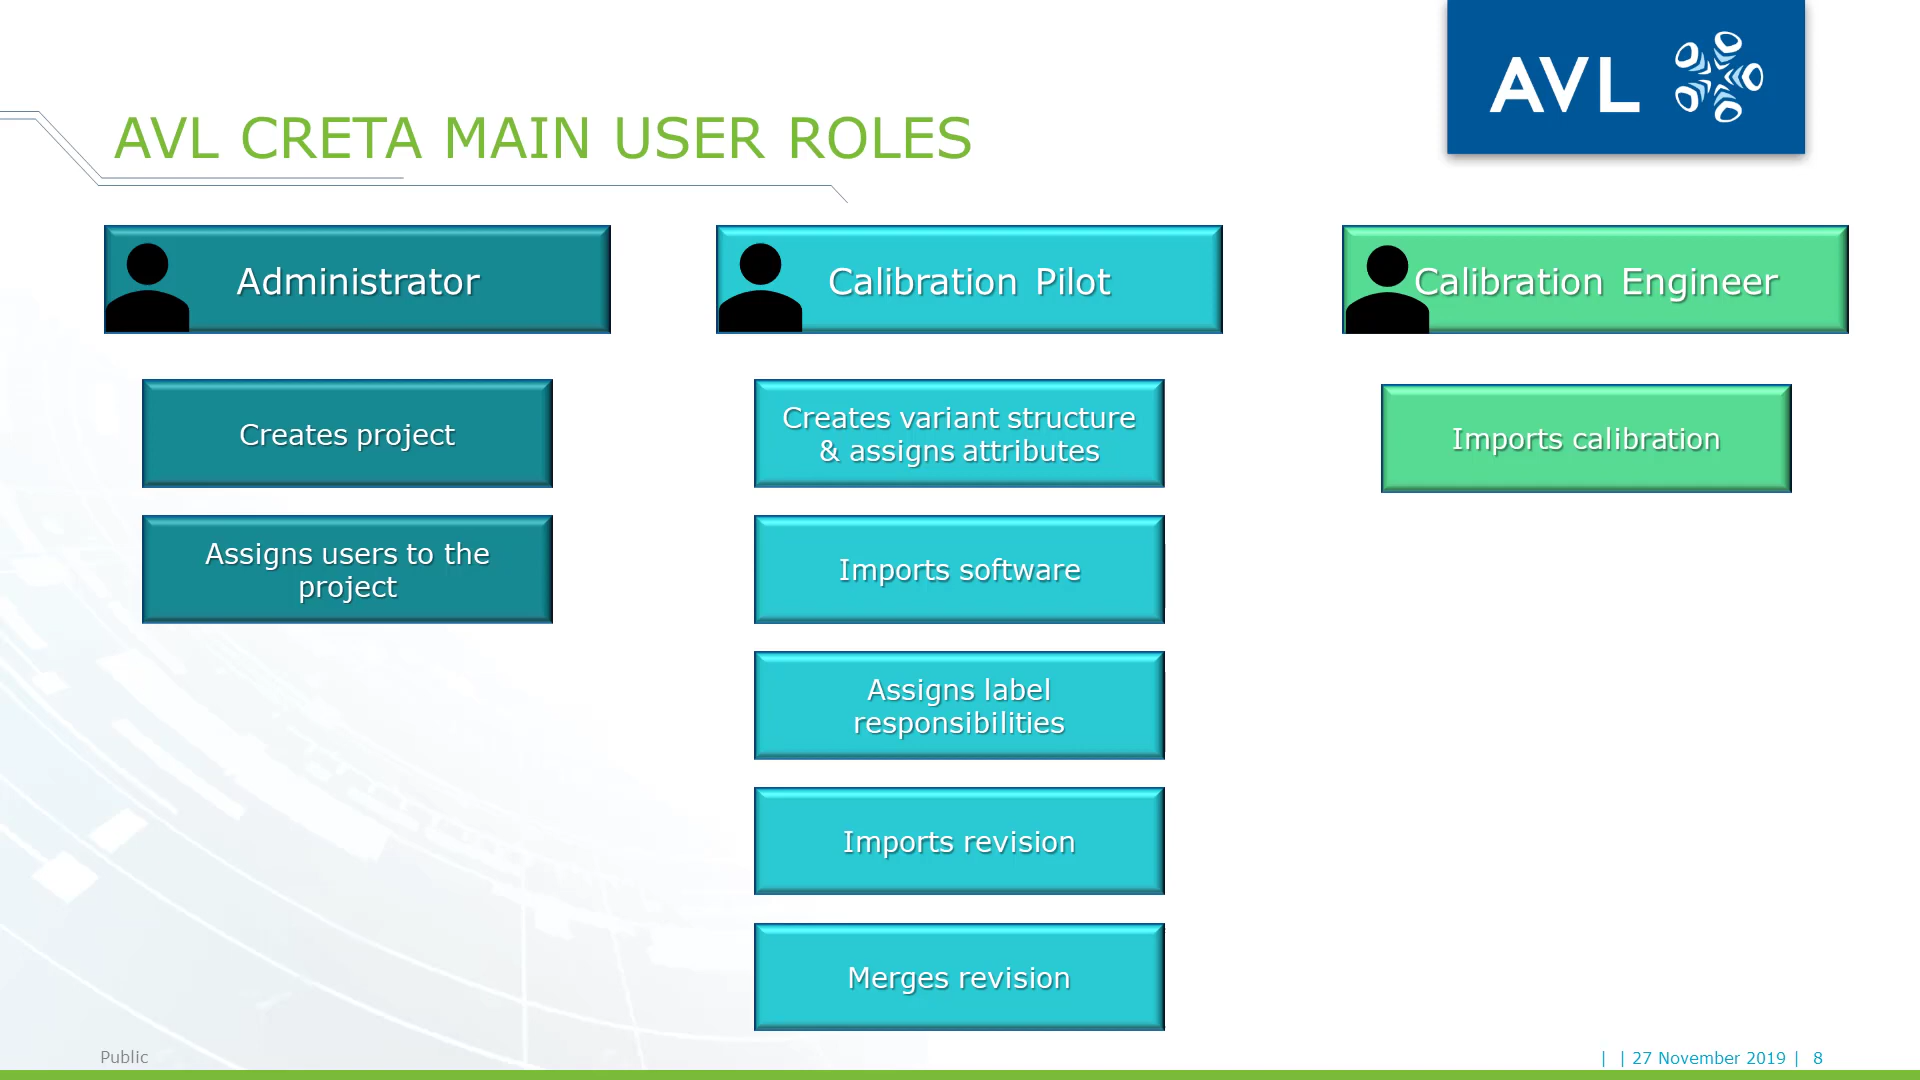 AVL
AVL CRETA MAIN USER ROLES
Administrator
Creates project
Assigns users to the
project
Calibration Pilot
Creates variant structure
& assigns attributes
Imports software
Assigns label
responsibilities
Imports revision
Merges revision
Calibration Engineer
Imports calibration
Public
| | 27 November 2019 | 8